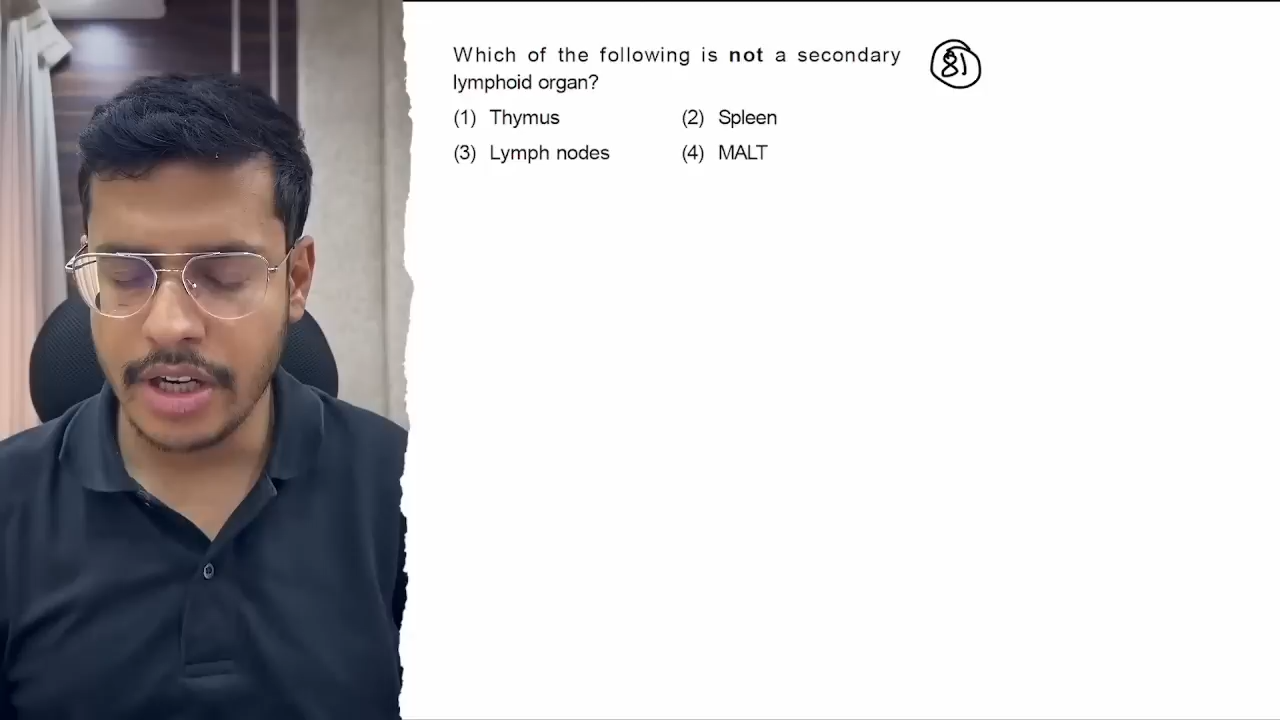 Which of the following is not a secondary 81
lymphoid organ?
(1) Thymus (2) Spleen
(3) Lymph nodes (4) MALT